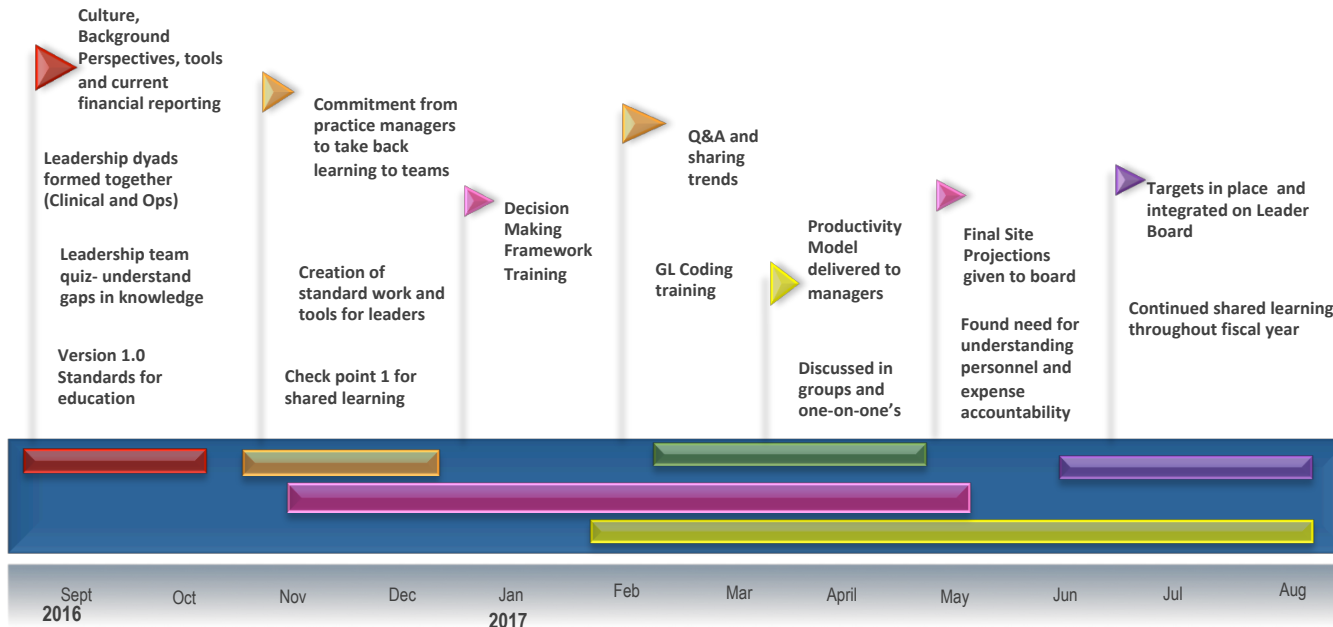 Culture,
Background
Perspectives, tools
and current
financial reporting
Leadership dyads
formed together
(Clinical and Ops)
Leadership team
quiz- understand
gaps in knowledge
Version 1.0
Standards for
education
Commitment from
practice managers
to take back
learning to teams
Creation of
standard work and
tools for leaders
Check point 1 for
shared learning
Decision
Making
Framework
Training
Q&A and
sharing
trends
GL Coding
training
Productivity
Model
delivered to
managers
Discussed in
groups and
one-on-one’s
Final Site
Projections
given to board
Found need for
understanding
personnel and
expense
accountability
Targets in place and
integrated on Leader
Board
Continued shared learning
throughout fiscal year
Sept Oct Nov Dec Jan Feb Mar April May Jun Jul Aug
2016 2017